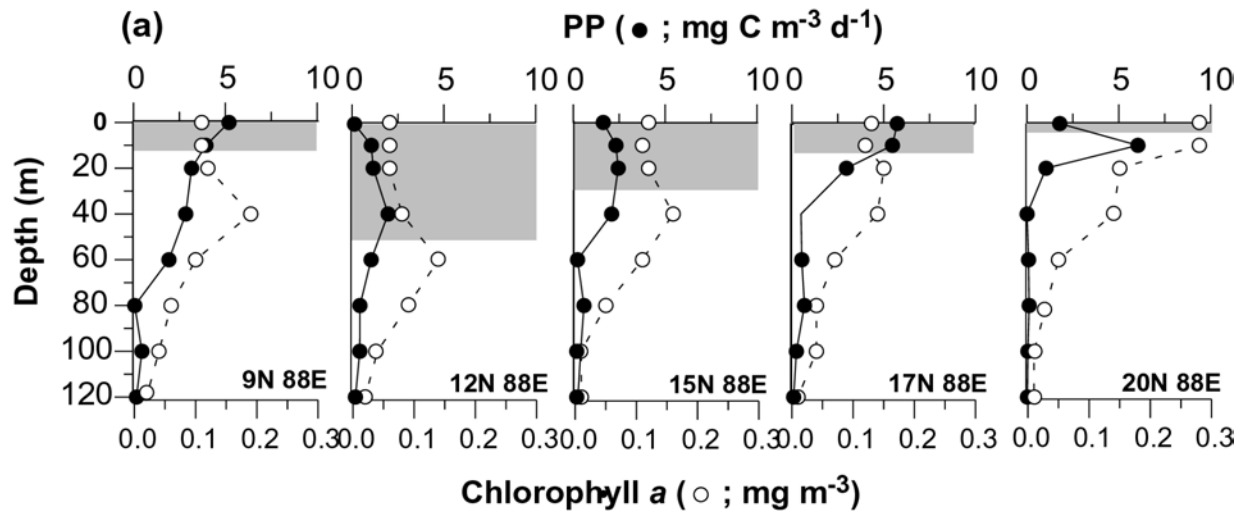 (a) PP ( ● ; mg C m-3 d-1)
0 5 10 0 5 10 0 5 10 0 5 10 0 5 10
0
20
40
60
80
100
120
Depth (m)
9N 88E 12N 88E 15N 88E 17N 88E 20N 88E
0.0 0.1 0.2 0.3 0.0 0.1 0.2 0.3 0.0 0.1 0.2 0.3 0.0 0.1 0.2 0.3 0.0 0.1 0.2 0.3
Chlorophyll a ( ○ ; mg m-3)